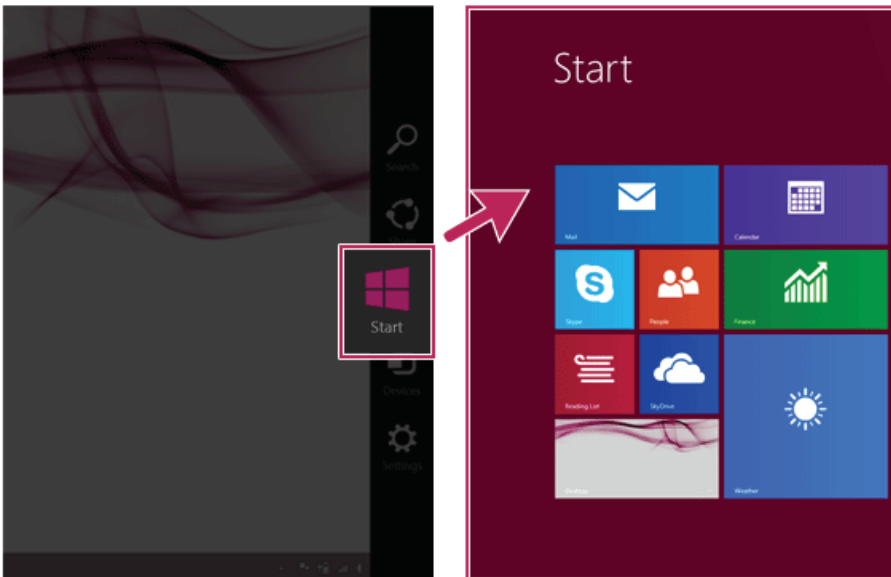 Search
Start
Devices
Settings
Start
Mail
Calendar
Skype
People
Finance
Reading List
SkyDrive
Desktop
Weather